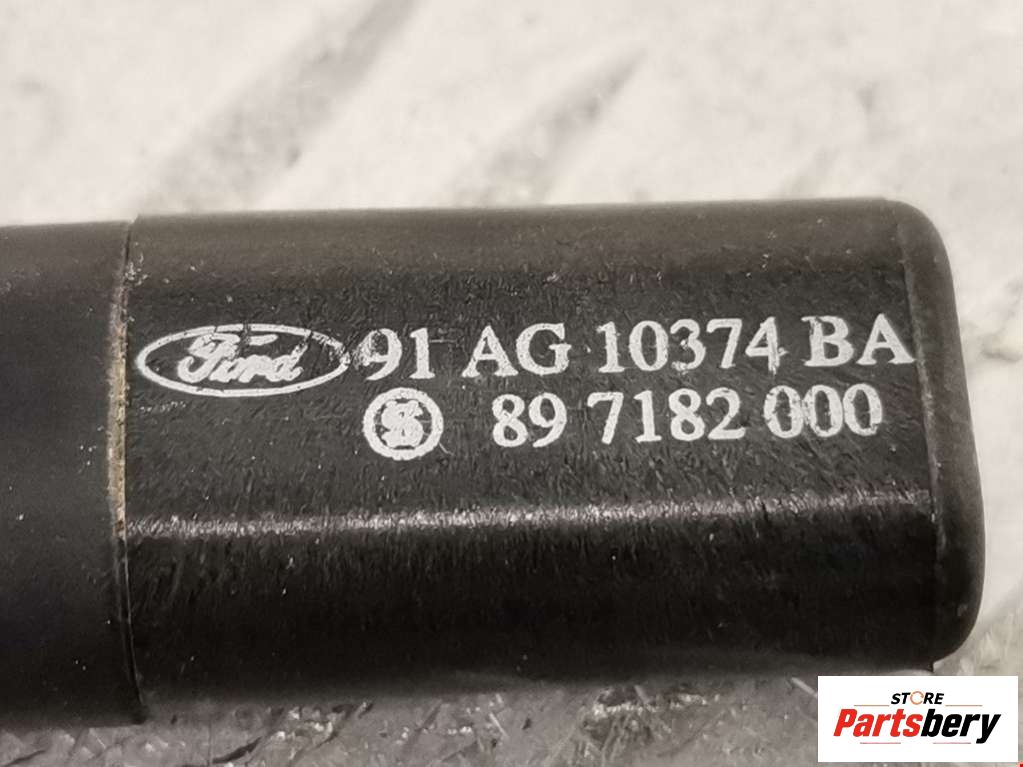 Ford 91 AG 10374 BA
S 89 7182 000
STORE
Partsbery